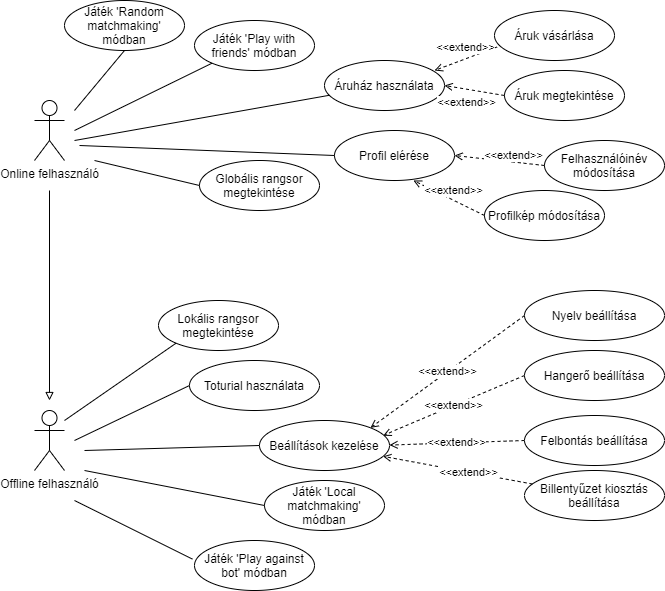 Játék 'Random
matchmaking'
módban
Játék 'Play with
friends' módban
Áruk vásárlása
<<extend>>
Áruház használata
Áruk megtekintése
<<extend>>
Online felhasználó
Profil elérése
<<extend>>
Felhasználóinév
módosítása
Globális rangsor
megtekintése
<<extend>>
Profilkép módosítása
Lokális rangsor
megtekintése
Nyelv beállítása
<<extend>>
Hangerő beállítása
Toturial használata
<<extend>>
Beállítások kezelése
<<extend>>
Felbontás beállítása
<<extend>>
Offline felhasználó
Billentyűzet kiosztás
beállítása
Játék 'Local
matchmaking'
módban
Játék 'Play against
bot' módban